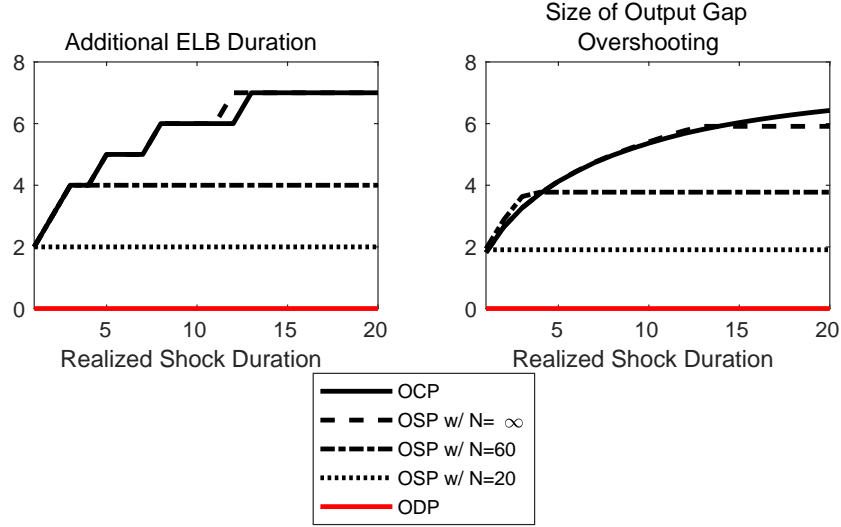 Additional ELB Duration
8
6
4
2
0
5 10 15 20
Realized Shock Duration
Size of Output Gap
Overshooting
8
6
4
2
0
5 10 15 20
Realized Shock Duration
OCP
OSP w/ N= ∞
OSP w/ N=60
OSP w/ N=20
ODP